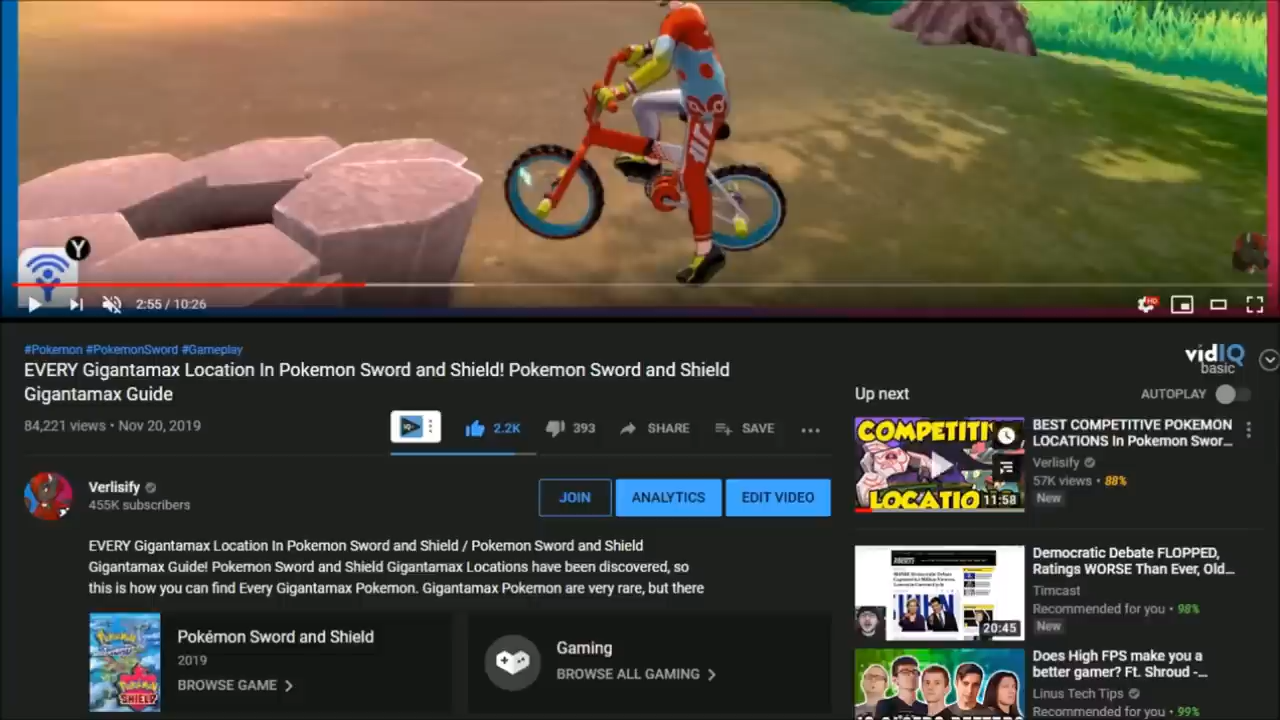 Y
2:55 / 10:26
HD
#Pokemon #PokemonSword #Gameplay
EVERY Gigantamax Location In Pokemon Sword and Shield! Pokemon Sword and Shield
Gigantamax Guide
84,221 views • Nov 20, 2019
2.2K
393
SHARE
SAVE
Verlisify
455K subscribers
JOIN
ANALYTICS
EDIT VIDEO
EVERY Gigantamax Location In Pokemon Sword and Shield / Pokemon Sword and Shield
Gigantamax Guide! Pokemon Sword and Shield Gigantamax Locations have been discovered, so
this is how you can find Every Gigantamax Pokemon. Gigantamax Pokemon are very rare, but there
Pokémon Sword and Shield
2019
BROWSE GAME
SHIELD
Gaming
BROWSE ALL GAMING
vidIQ
basic
Up next
AUTOPLAY
COMPETITI
LOCATIO
11:58
BEST COMPETITIVE POKEMON
LOCATIONS In Pokemon Swor...
Verlisify
57K views • 88%
New
20:45
Democratic Debate FLOPPED,
Ratings WORSE Than Ever, Old...
Timcast
Recommended for you • 98%
New
Does High FPS make you a
better gamer? Ft. Shroud -...
Linus Tech Tips
Recommended for you • 99%